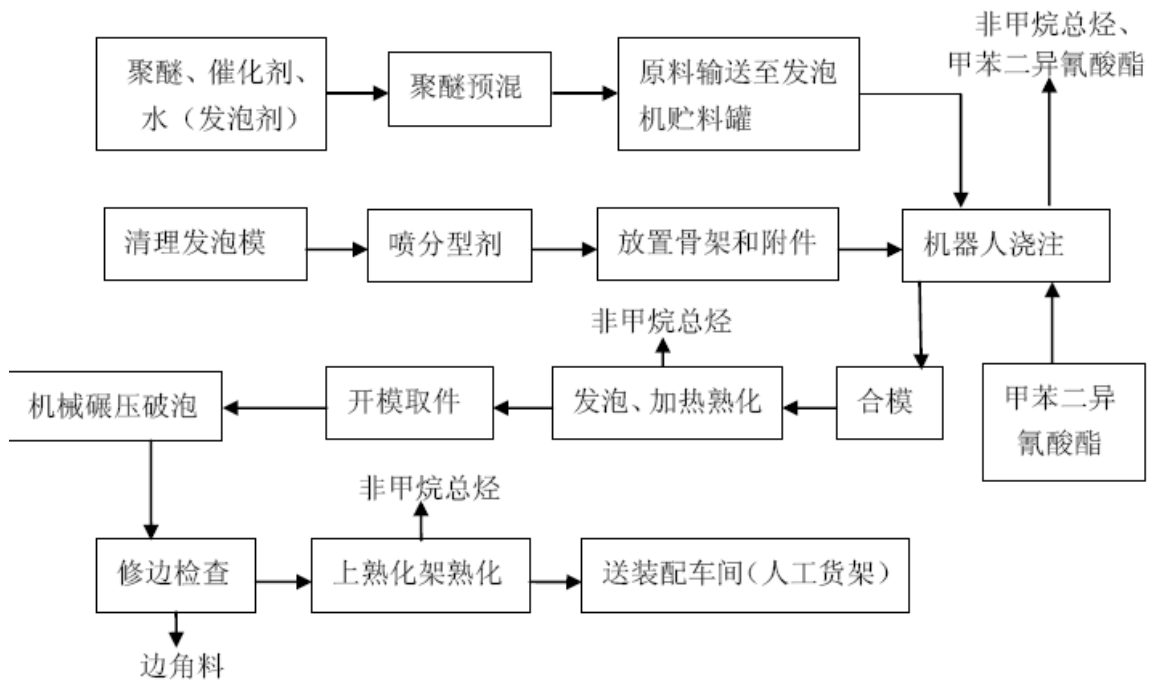 非甲烷总烃、
甲苯二异氰酸酯
聚醚、催化剂、
水（发泡剂）
聚醚预混
原料输送至发泡
机贮料罐
清理发泡模
喷分型剂
放置骨架和附件
机器人浇注
非甲烷总烃
机械碾压破泡
开模取件
发泡、加热熟化
合模
甲苯二异
氰酸酯
非甲烷总烃
修边检查
上熟化架熟化
送装配车间（人工货架）
边角料